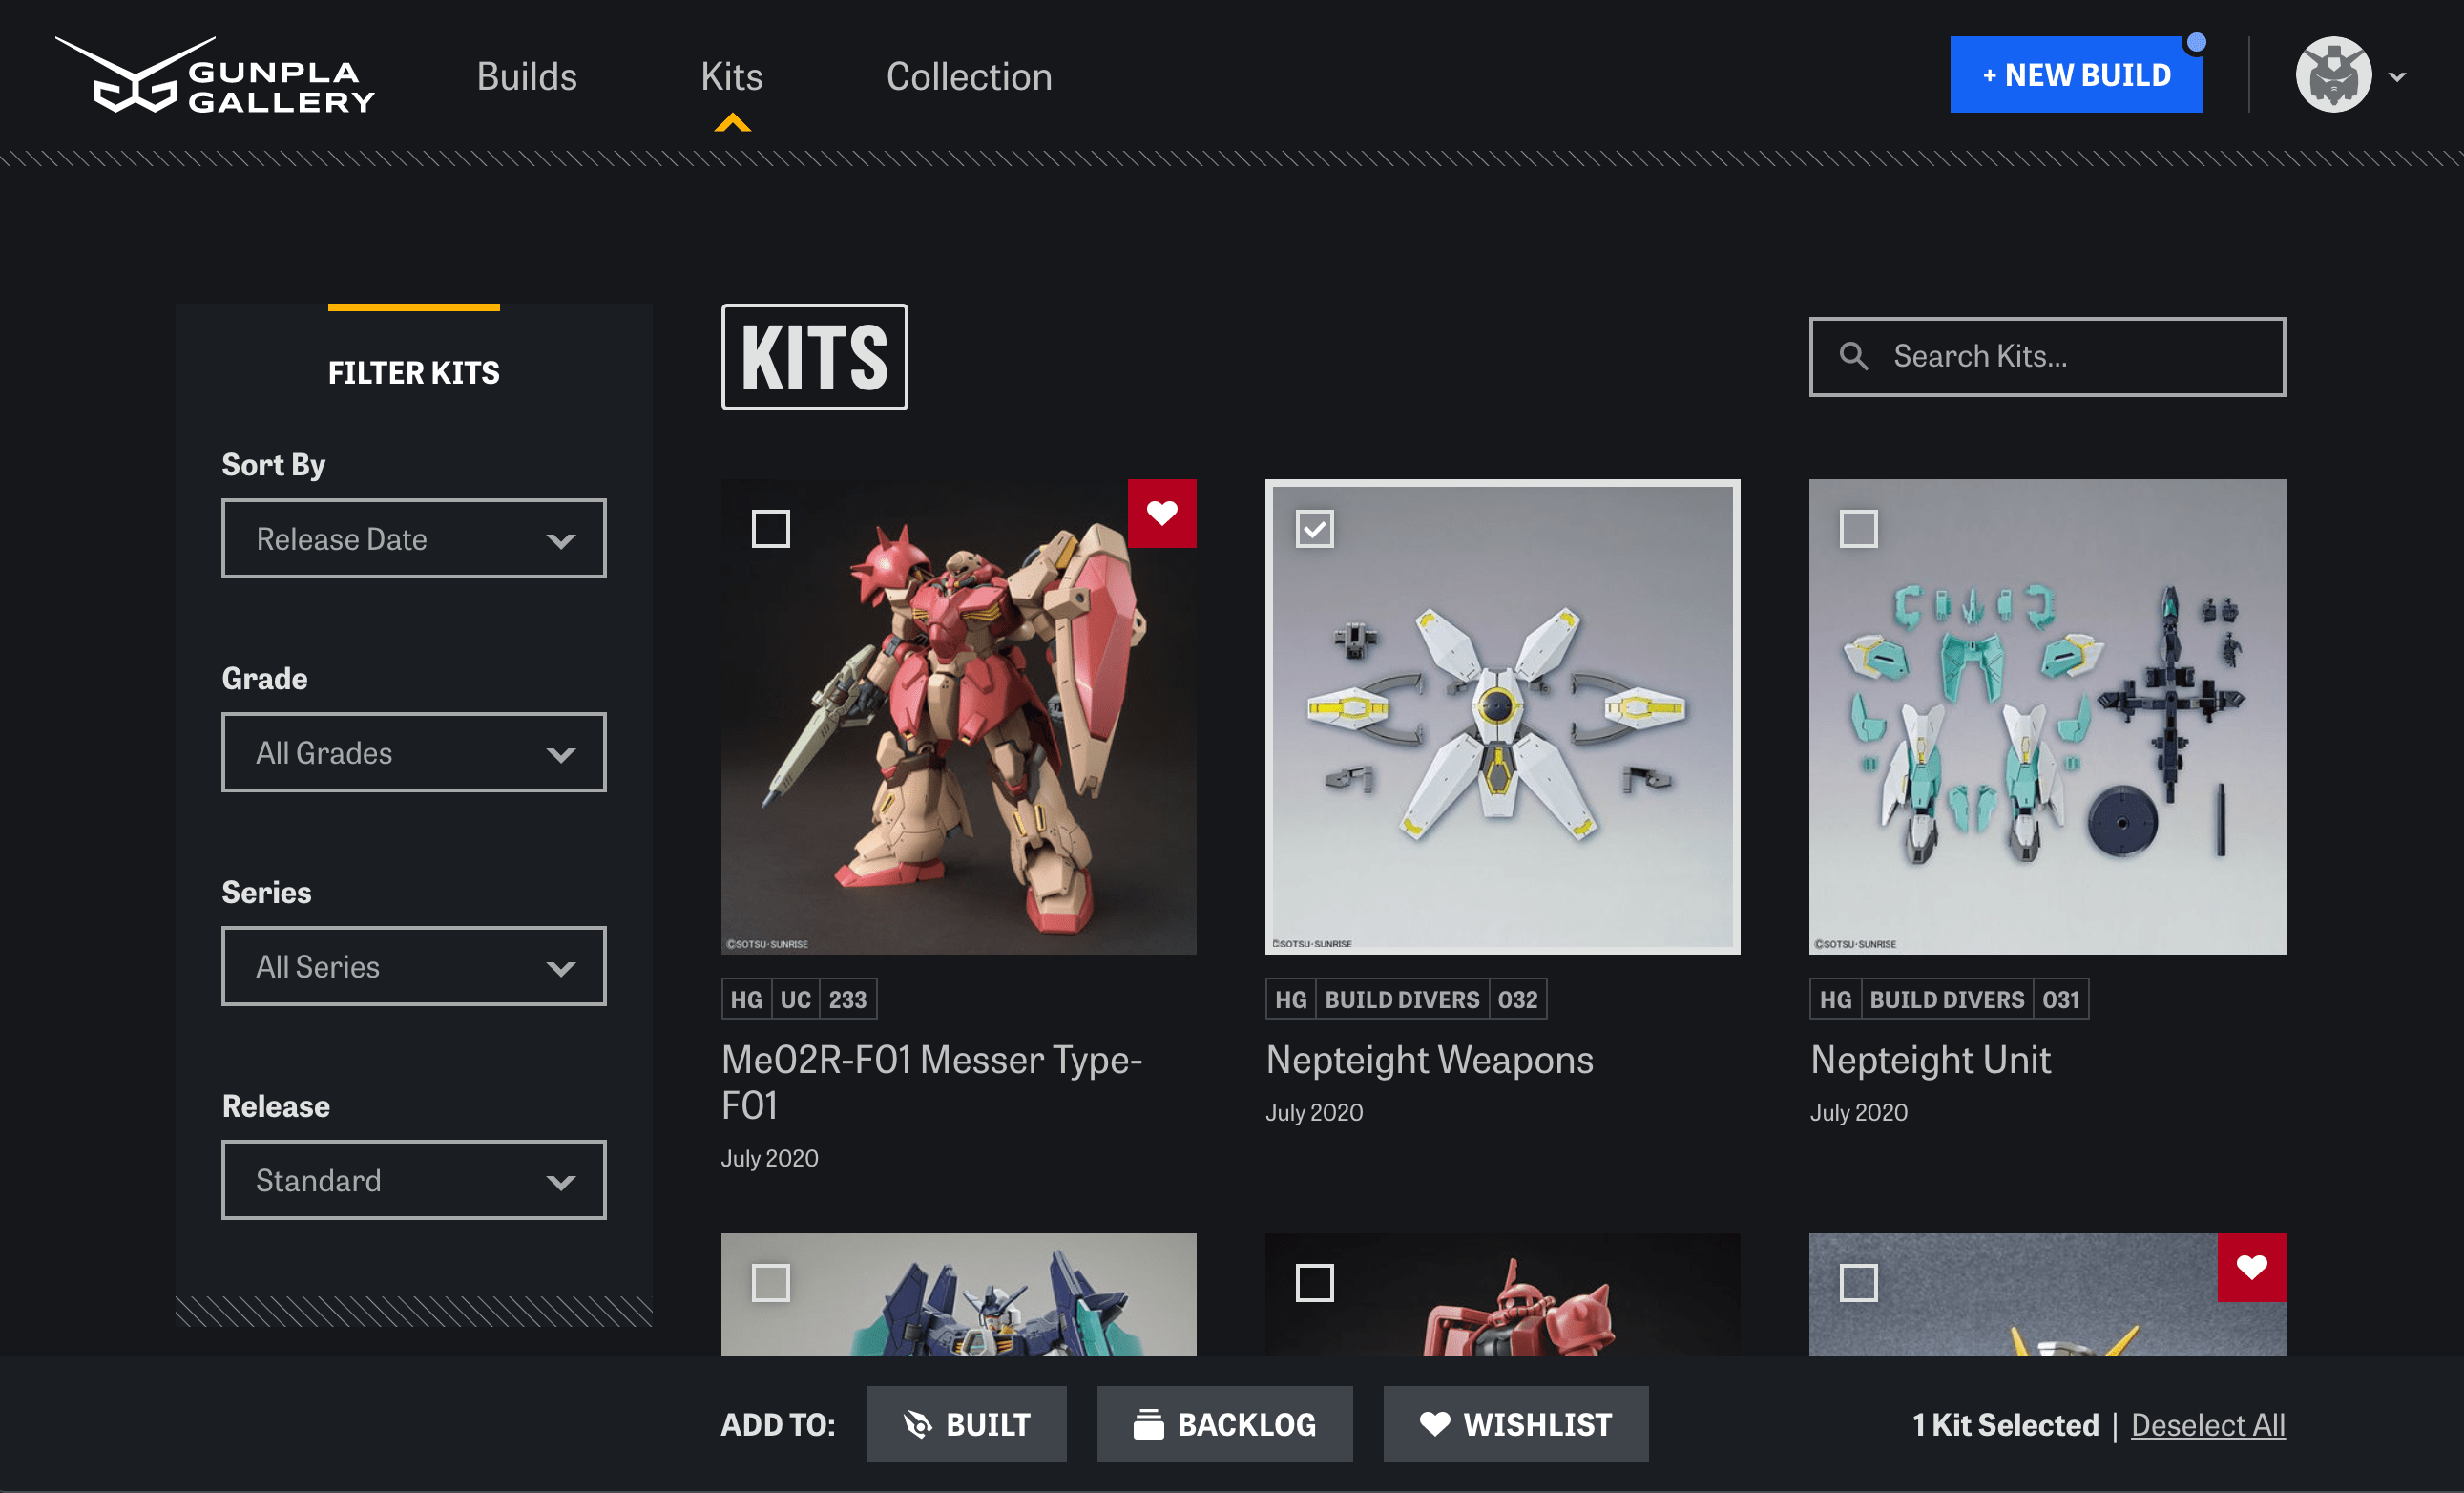 GUNPLA
GALLERY
Builds
Kits
Collection
+ NEW BUILD
FILTER KITS
Sort By
Release Date
Grade
All Grades
Series
All Series
Release
Standard
KITS
Search Kits...
©SOTSU·SUNRISE
HG UC 233
Me02R-F01 Messer Type-
F01
July 2020
©SOTSU·SUNRISE
HG BUILD DIVERS 032
Nepteight Weapons
July 2020
©SOTSU·SUNRISE
HG BUILD DIVERS 031
Nepteight Unit
July 2020
ADD TO:
BUILT
BACKLOG
WISHLIST
1 Kit Selected | Deselect All